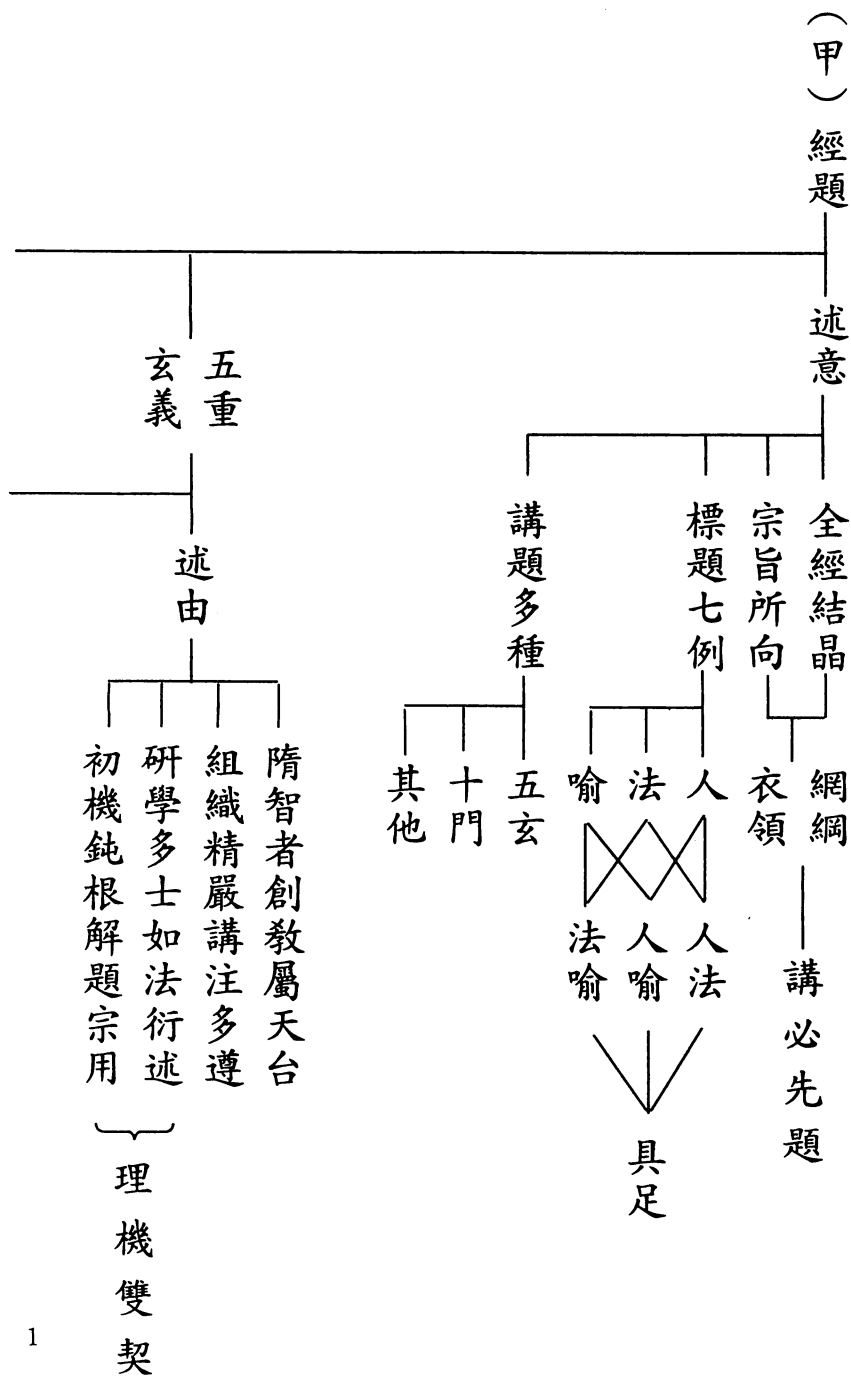 （甲）經題
述意
全經結晶
宗旨所向
標題七例
講題多種
網綱
衣領
講必先題
人
法
喻
人法
人喻
法喻
具足
五玄
十門
其他
五重
玄義
述由
隋智者創教屬天台
組織精嚴講注多遵
研學多士如法衍述
初機鈍根解題宗用
理機雙契
1